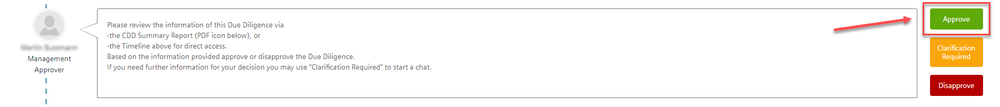 Please review the information of this Due Diligence via
-the CDD Summary Report (PDF icon below), or
-the Timeline above for direct access.
Based on the information provided approve or disapprove the Due Diligence.
If you need further information for your decision you may use “Clarification Required” to start a chat.
Management
Approver
Approve
Clarification
Required
Disapprove